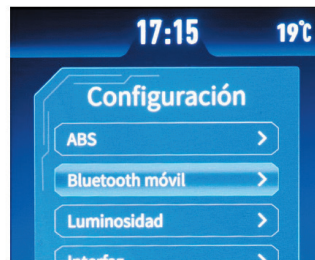 17:15
19℃
Configuración
ABS
Bluetooth móvil
Luminosidad